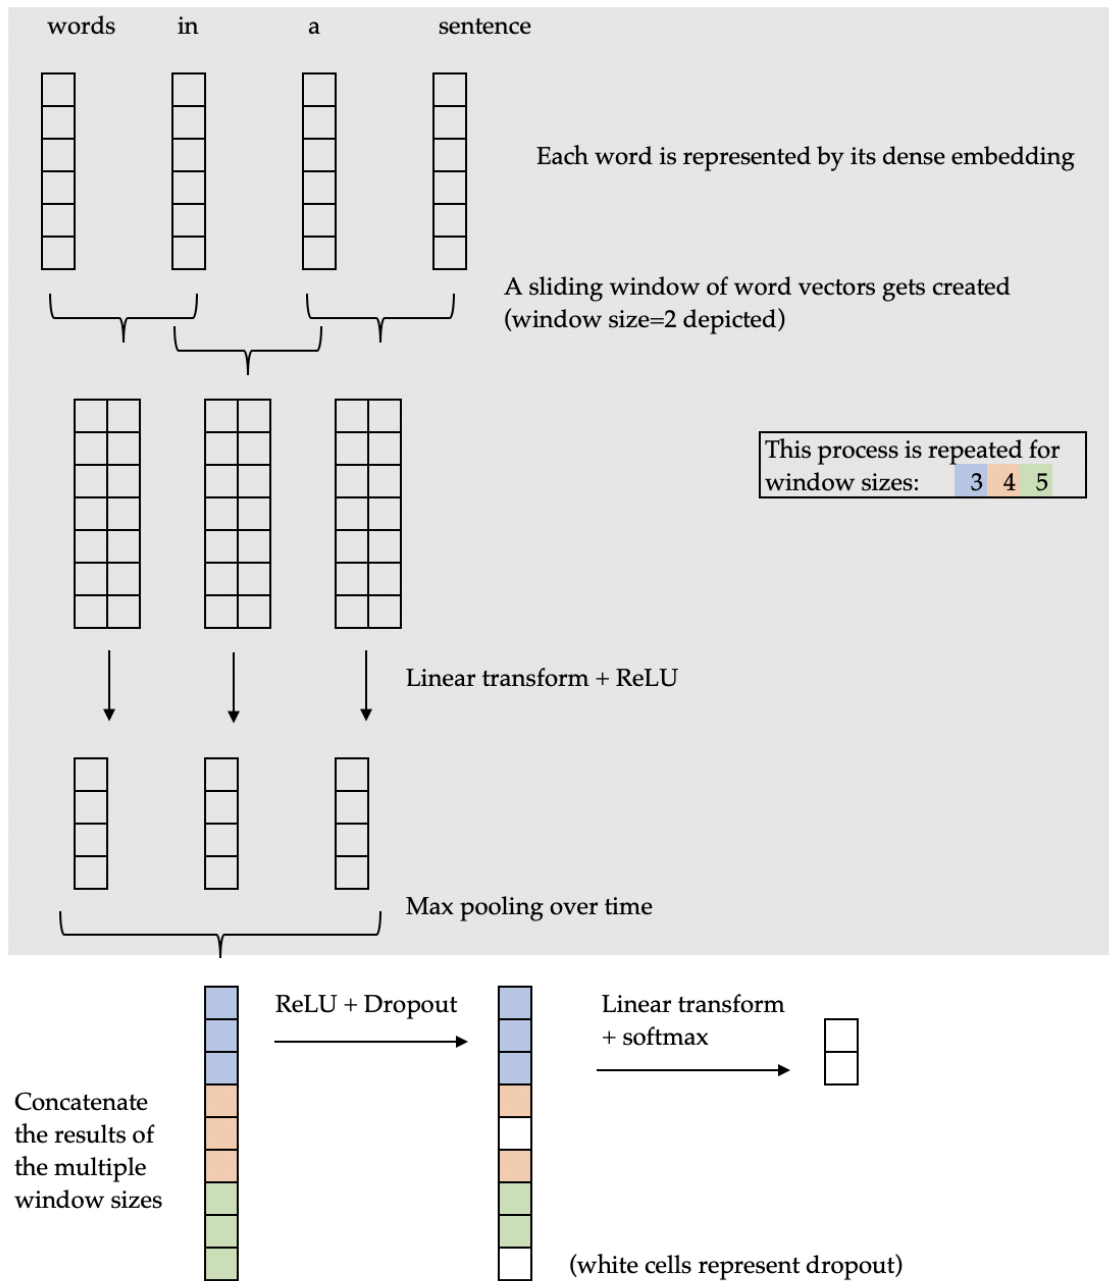 words in a sentence
Each word is represented by its dense embedding
A sliding window of word vectors gets created
(window size=2 depicted)
This process is repeated for
window sizes: 3 4 5
Linear transform + ReLU
Max pooling over time
ReLU + Dropout
Linear transform
+ softmax
Concatenate
the results of
the multiple
window sizes
(white cells represent dropout)